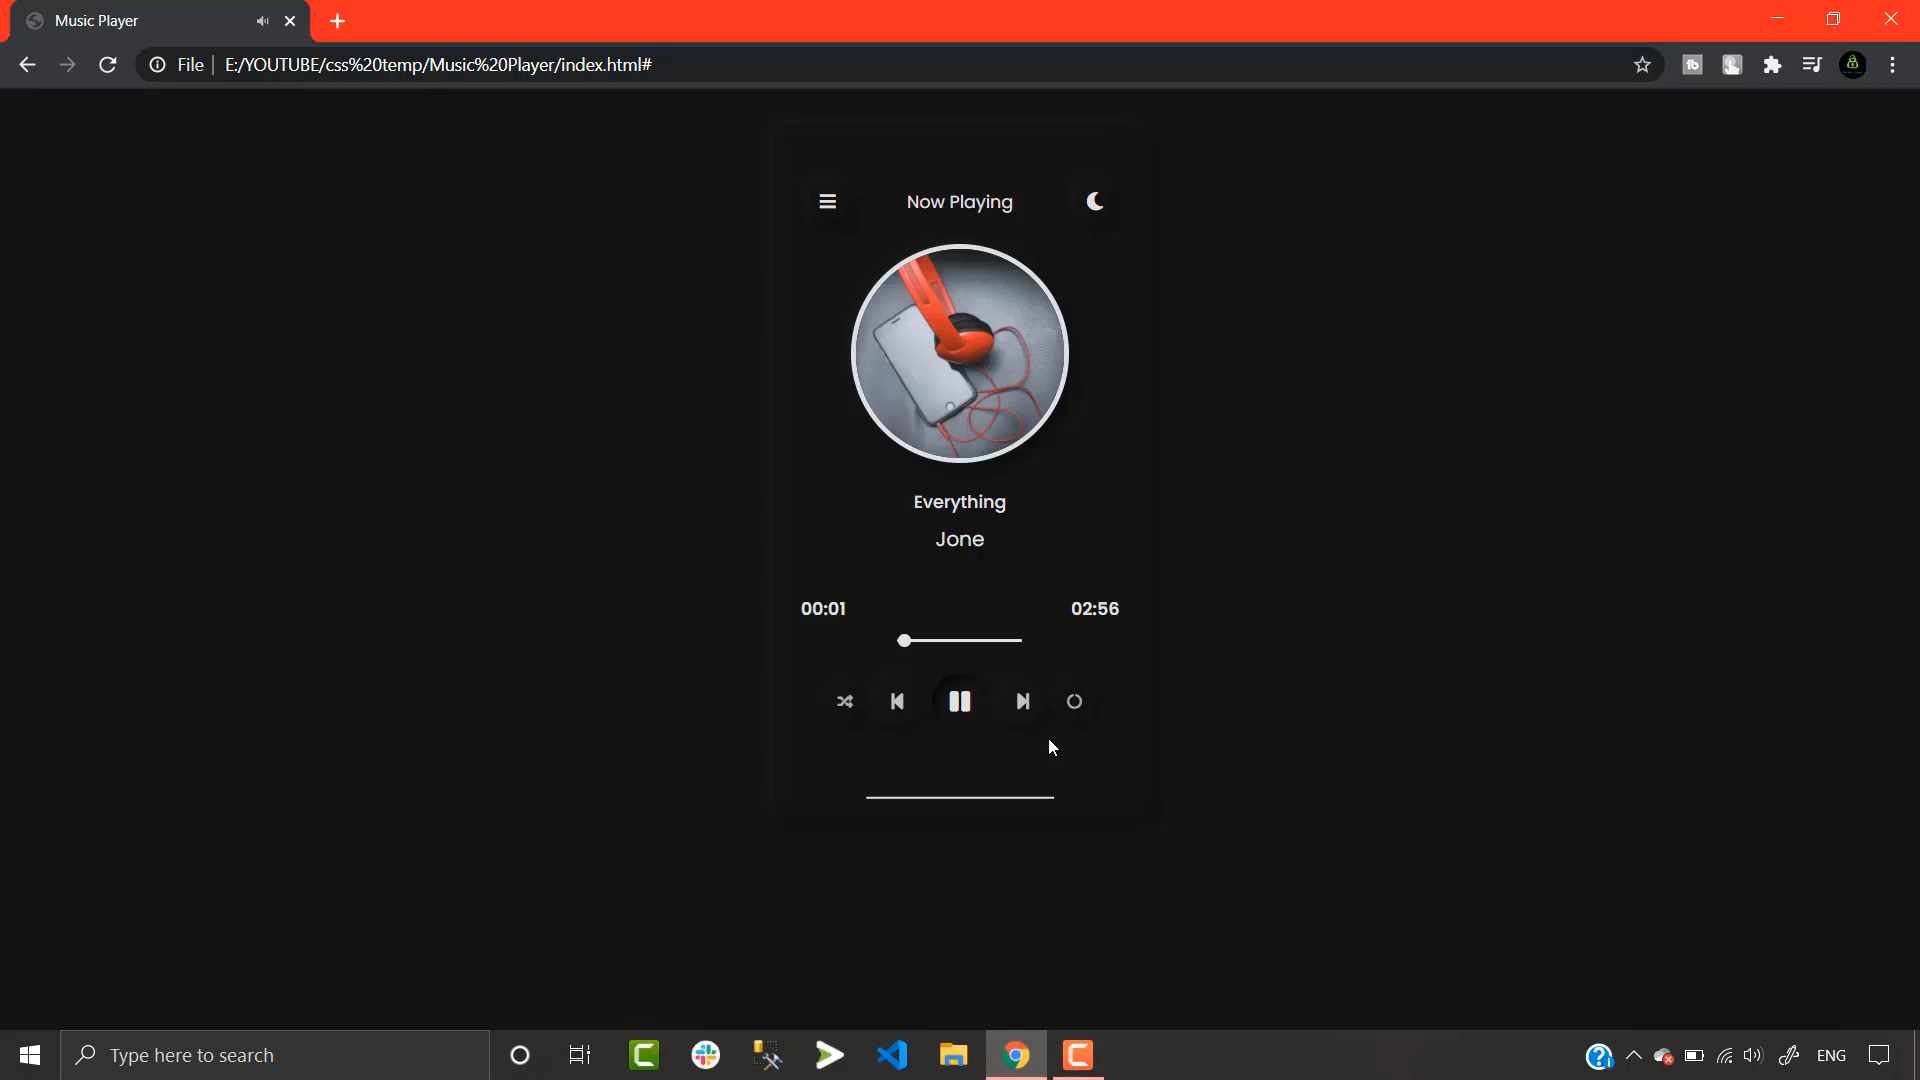 Music Player
File
E:/YOUTUBE/css%20temp/Music%20Player/index.html#
Now Playing
Everything
Jone
00:01
02:56
Type here to search
ENG